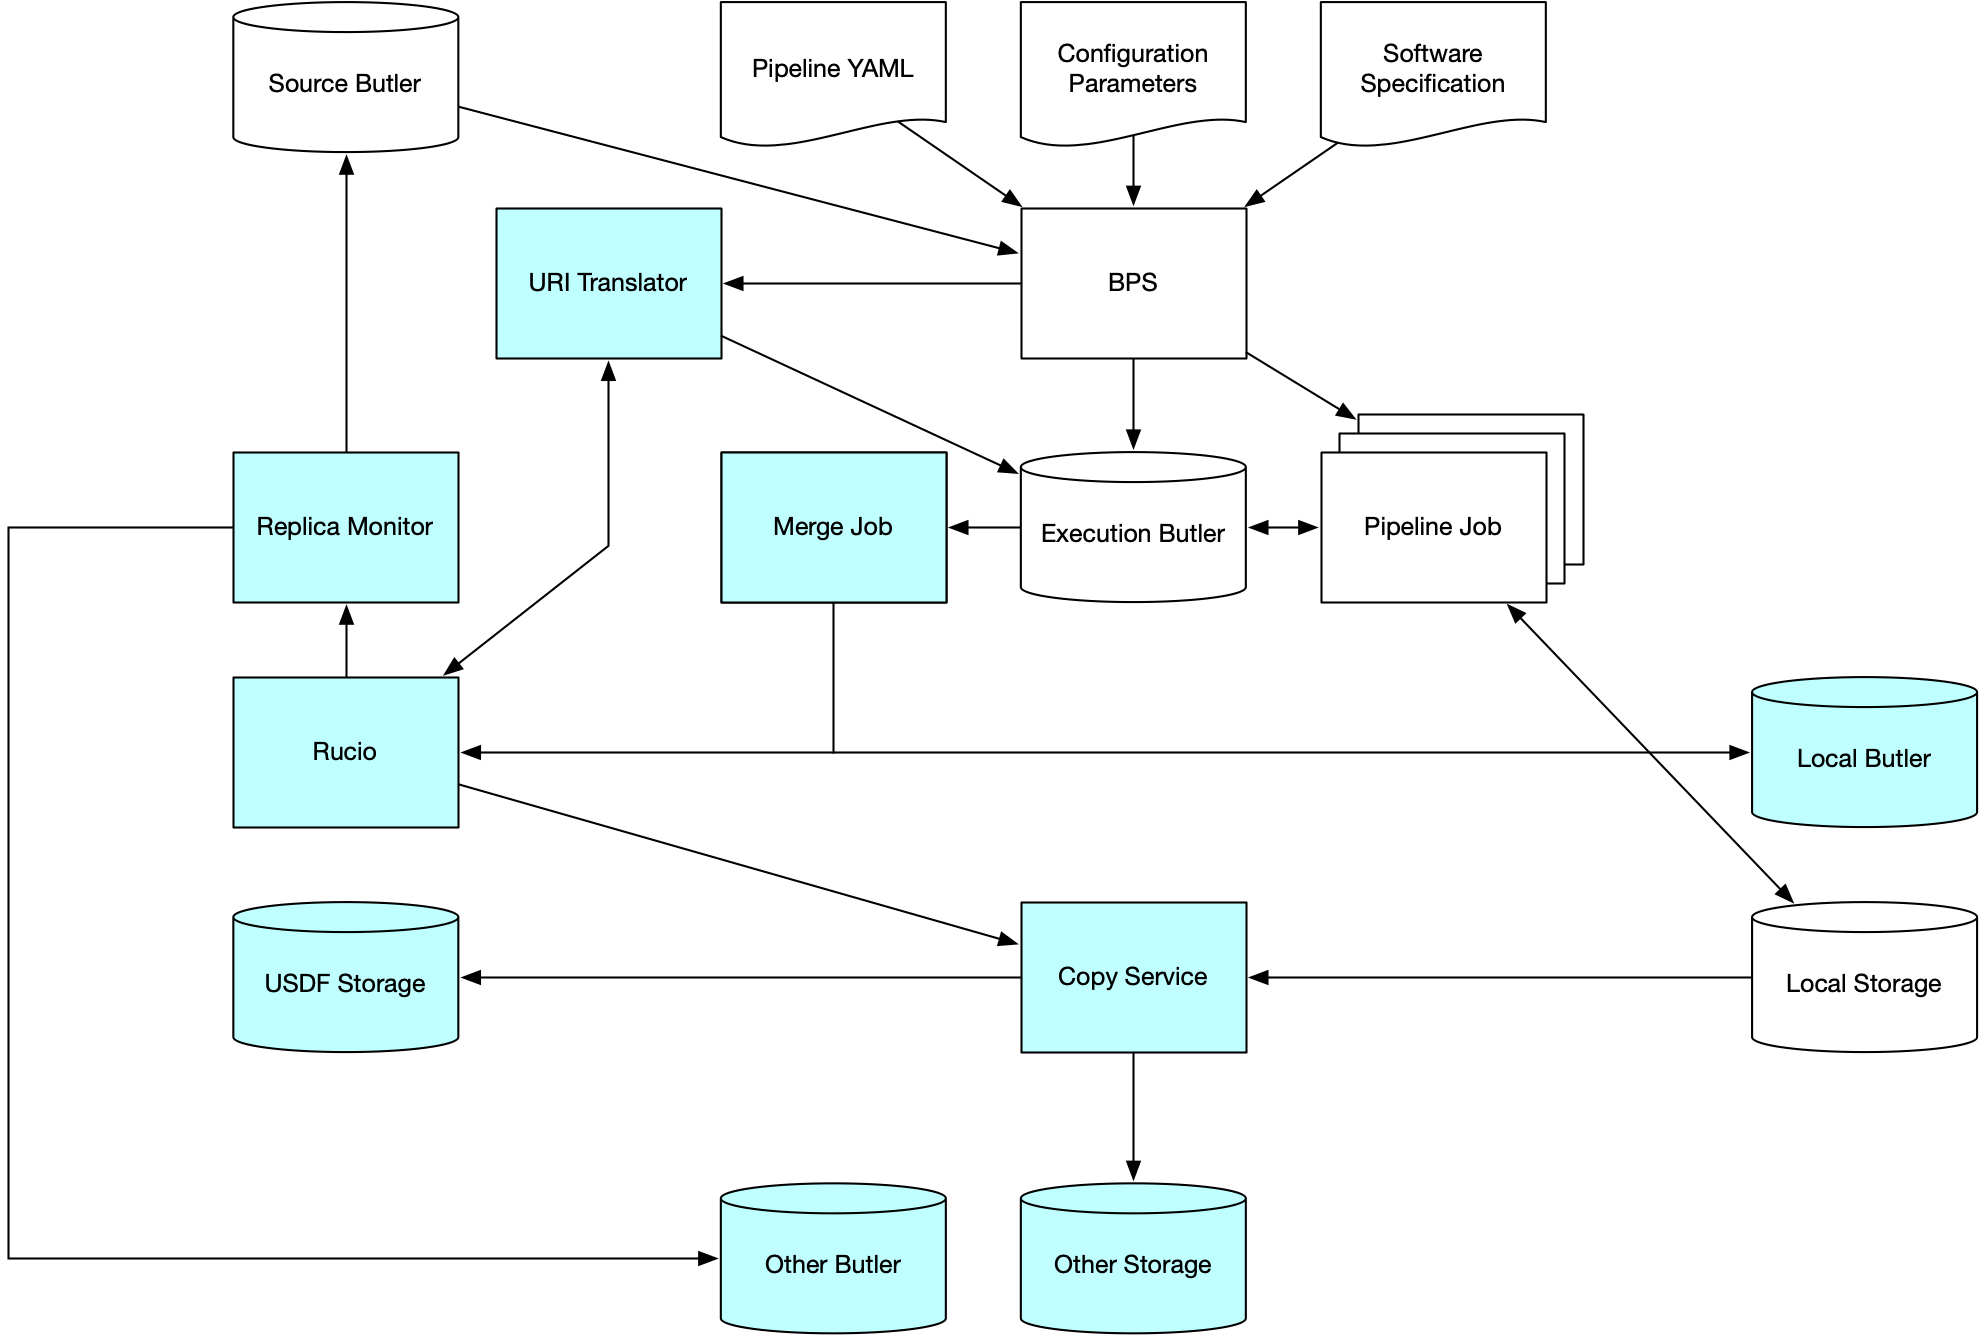 Source Butler
Pipeline YAML
Configuration
Parameters
Software
Specification
URI Translator
BPS
Replica Monitor
Merge Job
Execution Butler
Pipeline Job
Rucio
Local Butler
USDF Storage
Copy Service
Local Storage
Other Butler
Other Storage